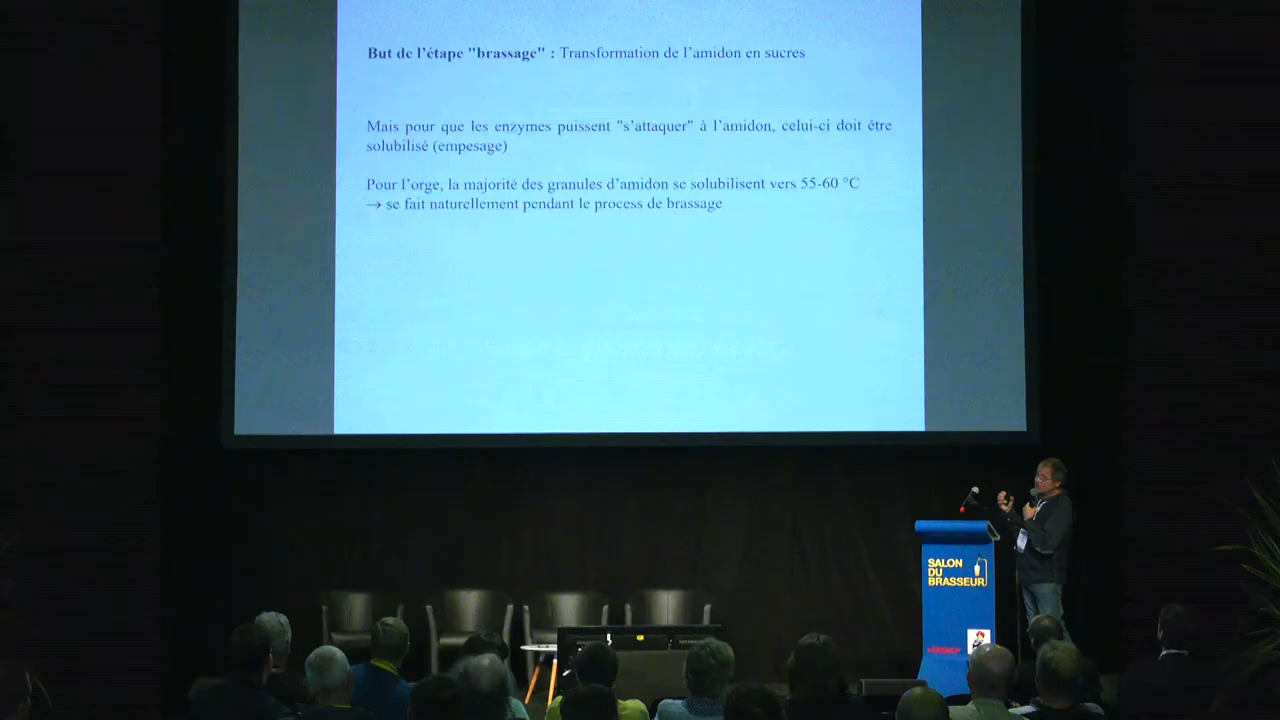 But de l'étape "brassage" : Transformation de l'amidon en sucres
Mais pour que les enzymes puissent "s'attaquer" à l'amidon, celui-ci doit être
solubilisé (empesage)
Pour l'orge, la majorité des granules d'amidon se solubilisent vers 55-60 °C
→ se fait naturellement pendant le process de brassage
SALON
DU
BRASSEUR